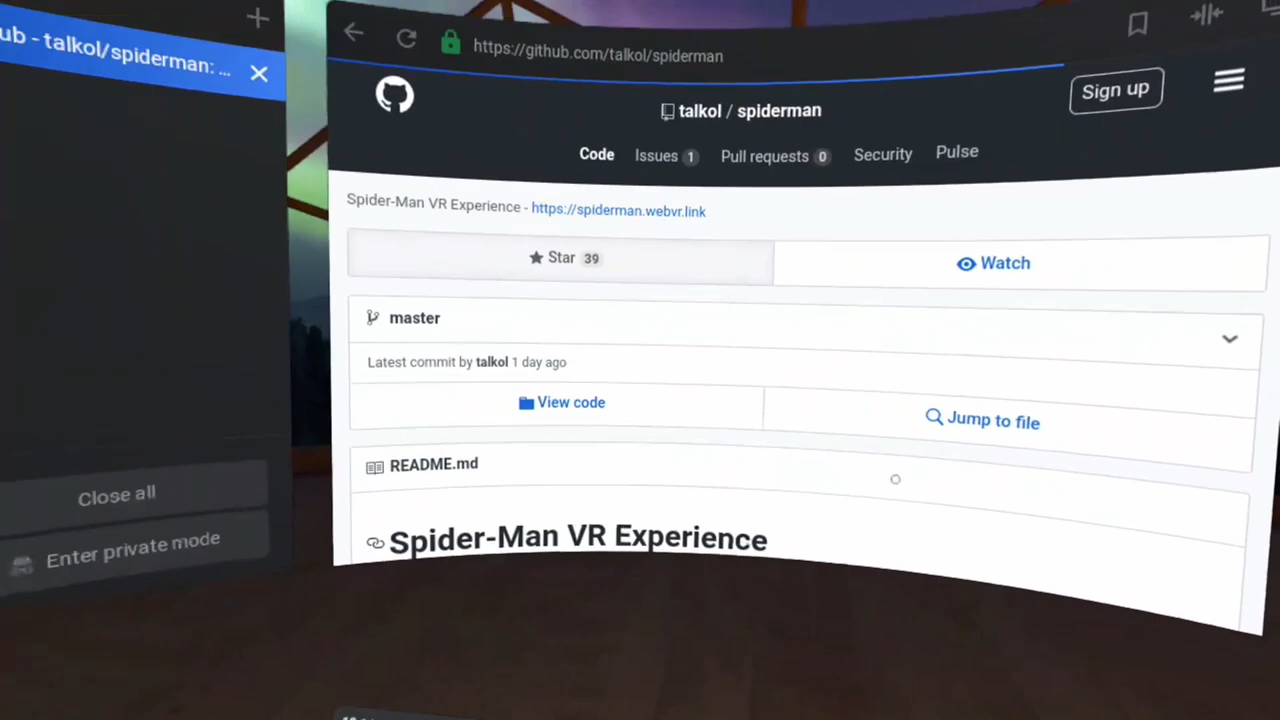 ub - talkol/spiderman: ...
Close all
Enter private mode
https://github.com/talkol/spiderman
talkol / spiderman
Sign up
Code Issues 1 Pull requests 0 Security Pulse
Spider-Man VR Experience - https://spiderman.webvr.link
Star 39
Watch
master
Latest commit by talkol 1 day ago
View code
Jump to file
README.md
Spider-Man VR Experience